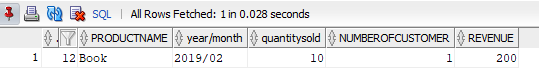 SQL | All Rows Fetched: 1 in 0.028 seconds
. PRODUCTNAME year/month quantitysold NUMBEROFCUSTOMER REVENUE
1 12 Book 2019/02 10 1 200